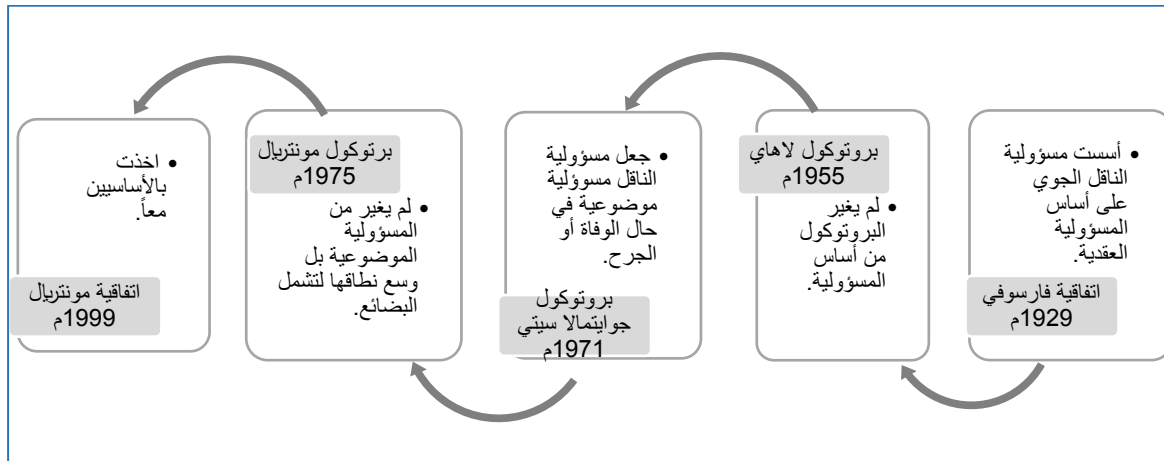 • أسست مسؤولية
الناقل الجوي
على أساس
المسؤولية
العقدية.
اتفاقية فارسوفي
1929م
بروتوكول لاهاي
1955م
• لم يغير
البروتوكول
من أساس
المسؤولية.
• جعل مسؤولية
الناقل مسوؤلية
موضوعية في
حال الوفاة أو
الجرح.
بروتوكول
جوايتمالا سيتي
1971م
برتوكول مونتريال
1975م
• لم يغير من
المسؤولية
الموضوعية بل
وسع نطاقها لتشمل
البضائع.
• اخذت
بالأساسيين
معاً.
اتفاقية مونتريال
1999م